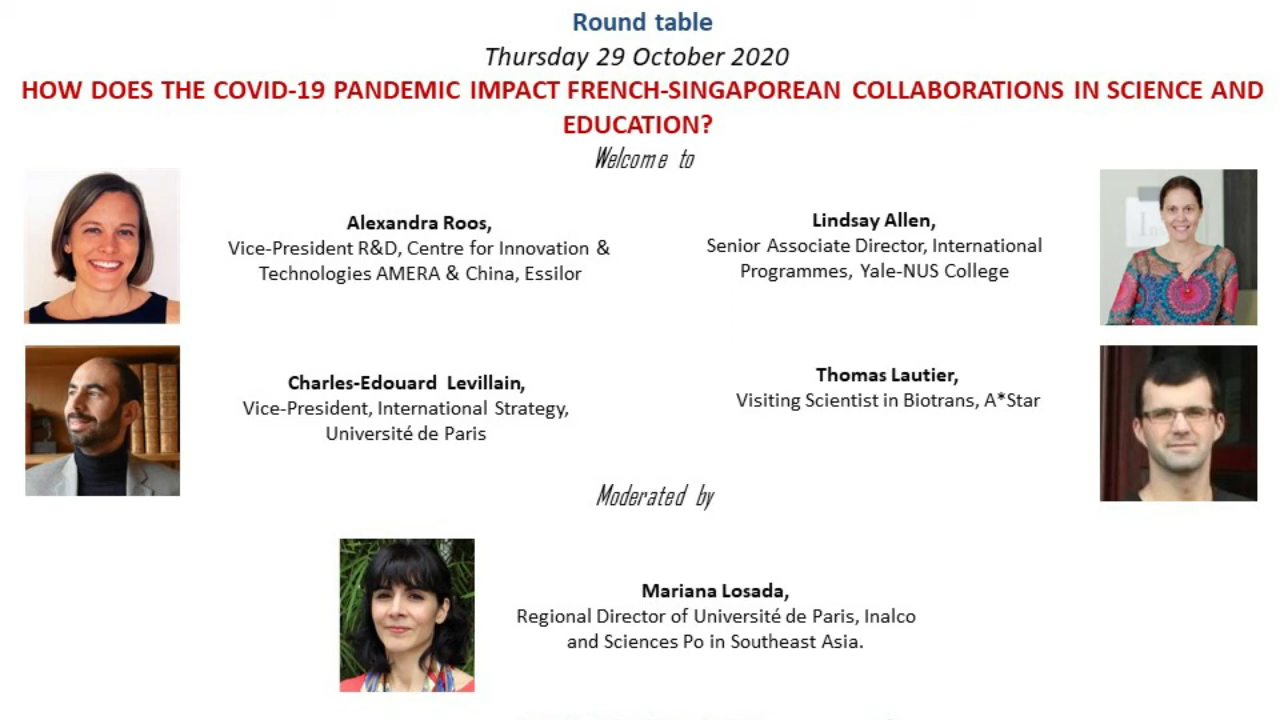 Round table
Thursday 29 October 2020
HOW DOES THE COVID-19 PANDEMIC IMPACT FRENCH-SINGAPOREAN COLLABORATIONS IN SCIENCE AND
EDUCATION?
Welcome to
Alexandra Roos,
Vice-President R&D, Centre for Innovation &
Technologies AMERA & China, Essilor
Lindsay Allen,
Senior Associate Director, International
Programmes, Yale-NUS College
Charles-Edouard Levillain,
Vice-President, International Strategy,
Université de Paris
Thomas Lautier,
Visiting Scientist in Biotrans, A*Star
Moderated by
Mariana Losada,
Regional Director of Université de Paris, Inalco
and Sciences Po in Southeast Asia.